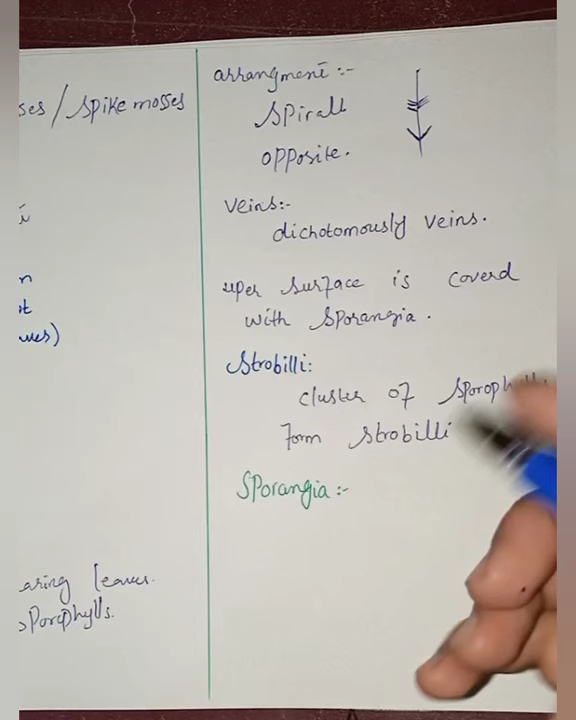 ses/spike mosses
n
it
ues)
aring leaves.
sporophylls.
arrangment:-
spirall
opposite.
veins:-
dichotomously veins.
uper surface is coverd
with sporangia.
Strobilli:
cluster of
form strobilli
Sporangia:-